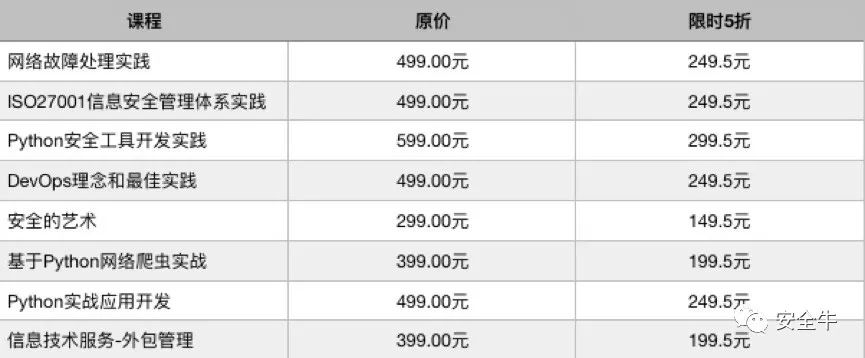 课程 原价 限时5折
网络故障处理实践 499.00元 249.5元
ISO27001信息安全管理体系实践 499.00元 249.5元
Python安全工具开发实践 599.00元 299.5元
DevOps理念和最佳实践 499.00元 249.5元
安全的艺术 299.00元 149.5元
基于Python网络爬虫实战 399.00元 199.5元
Python实战应用开发 499.00元 249.5元
信息技术服务-外包管理 399.00元 199.5元
安全牛